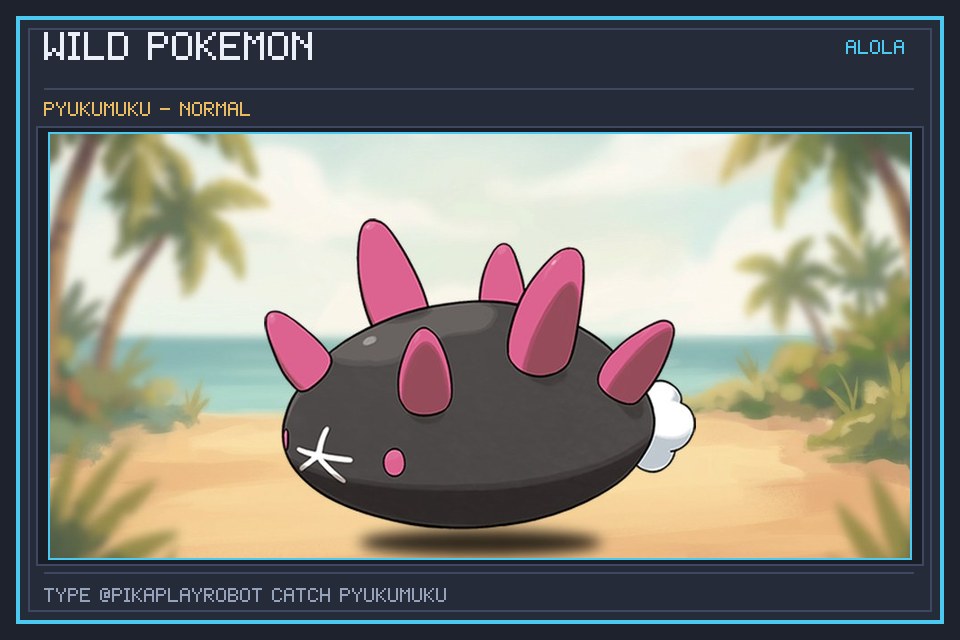 WILD POKEMON
ALOLA
PYUKUMUKU - NORMAL
TYPE @PIKAPLAYROBOT CATCH PYUKUMUKU